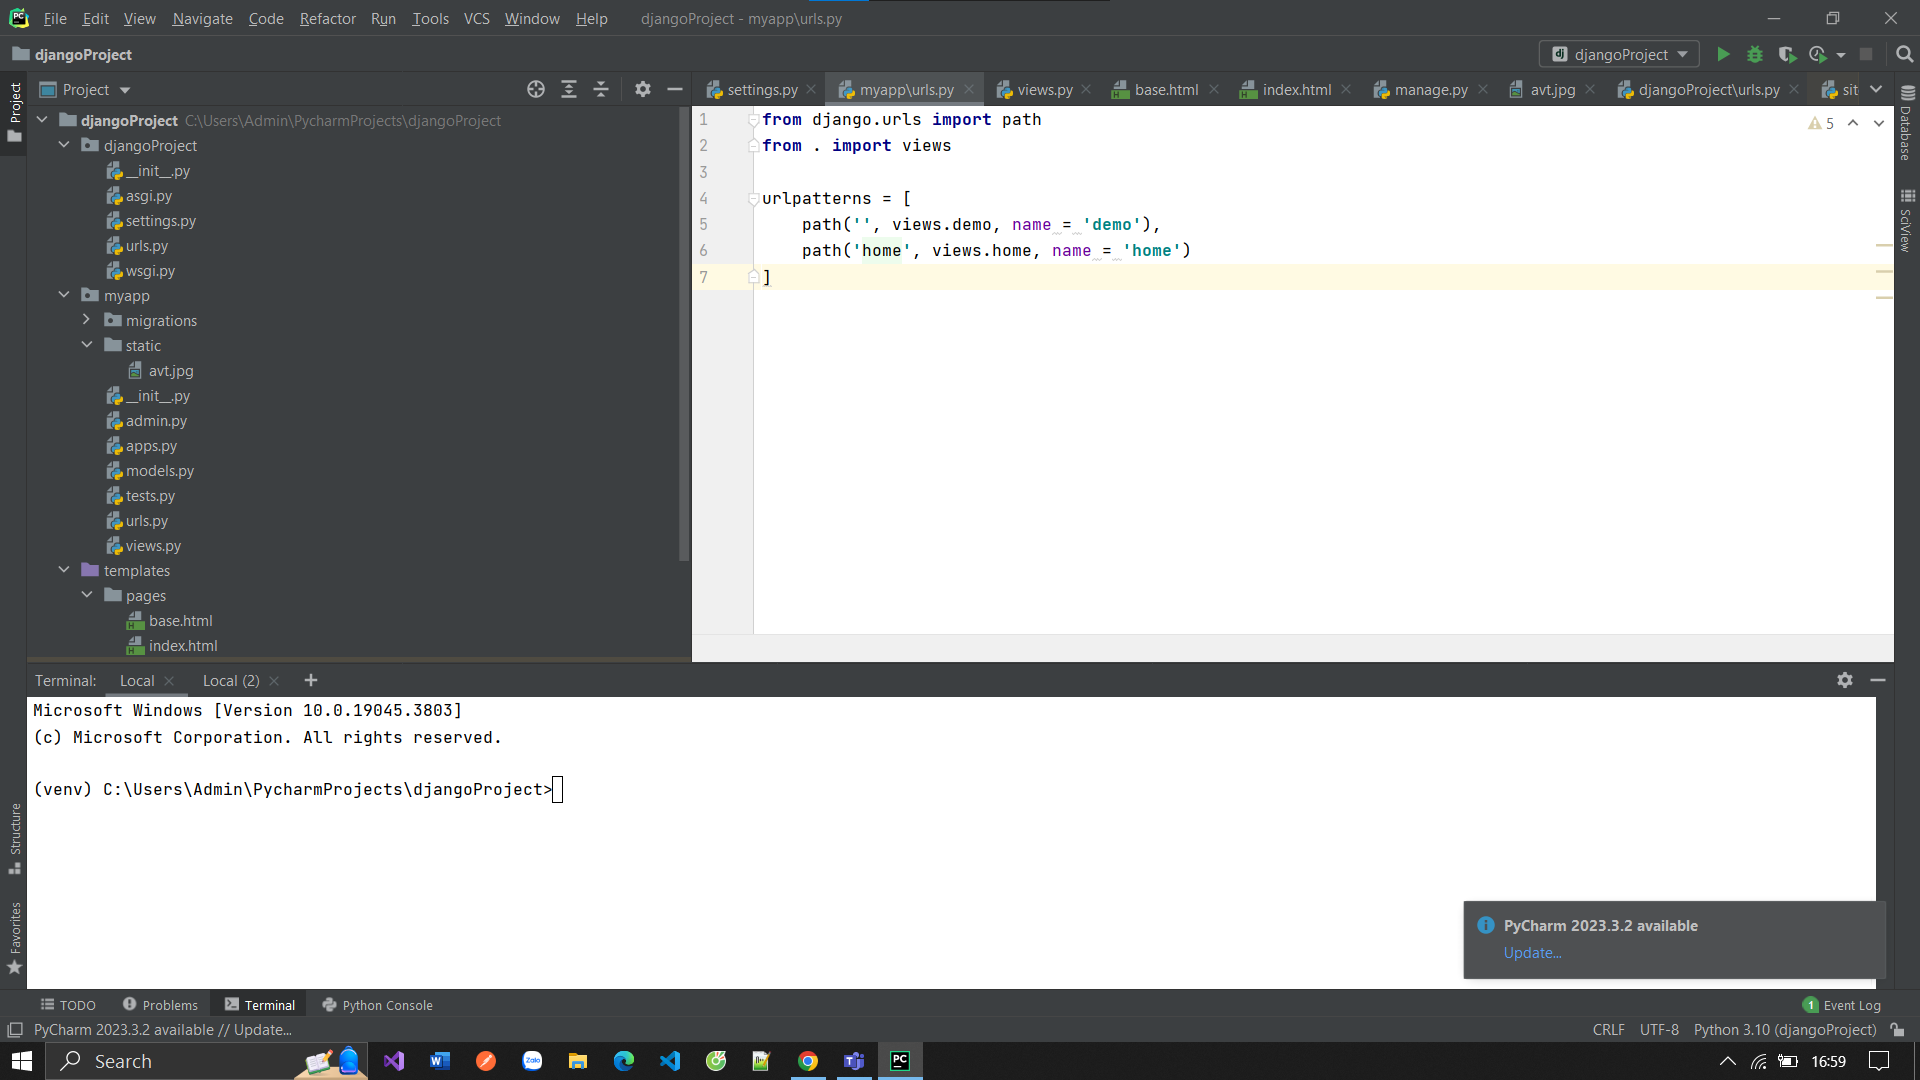 File Edit View Navigate Code Refactor Run Tools VCS Window Help djangoProject - myapp\urls.py
djangoProject
djangoProject
Project
Project
settings.py
myapp\urls.py
views.py
base.html
index.html
manage.py
avt.jpg
djangoProject\urls.py
sit
djangoProject C:\Users\Admin\PycharmProjects\djangoProject
djangoProject
__init__.py
asgi.py
settings.py
urls.py
wsgi.py
myapp
migrations
static
avt.jpg
__init__.py
admin.py
apps.py
models.py
tests.py
urls.py
views.py
templates
pages
base.html
index.html
1 from django.urls import path
2 from . import views
3
4 urlpatterns = [
5 path('', views.demo, name = 'demo'),
6 path('home', views.home, name = 'home')
7 ]
5
Database
SciView
Terminal: Local Local (2) +
Microsoft Windows [Version 10.0.19045.3803]
(c) Microsoft Corporation. All rights reserved.
(venv) C:\Users\Admin\PycharmProjects\djangoProject>
Structure
Favorites
PyCharm 2023.3.2 available
Update...
TODO Problems Terminal Python Console
1 Event Log
PyCharm 2023.3.2 available // Update...
CRLF UTF-8 Python 3.10 (djangoProject)
Search
Zalo
PC
16:59